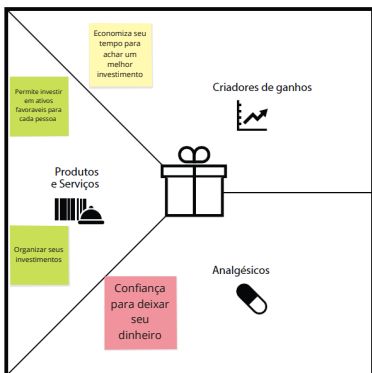 Economiza seu
tempo para
achar um
melhor
investimento
Permite investir
em ativos
favoraveis para
cada pessoa
Criadores de ganhos
Produtos
e Serviços
Organizar seus
investimentos
Analgésicos
Confiança
para deixar
seu
dinheiro